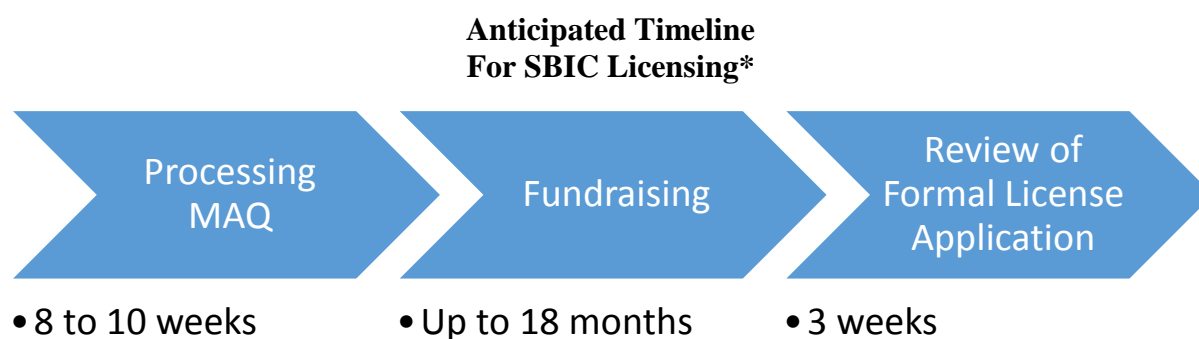 Anticipated Timeline
For SBIC Licensing*
Processing
MAQ
Fundraising
Review of
Formal License
Application
• 8 to 10 weeks
• Up to 18 months
• 3 weeks